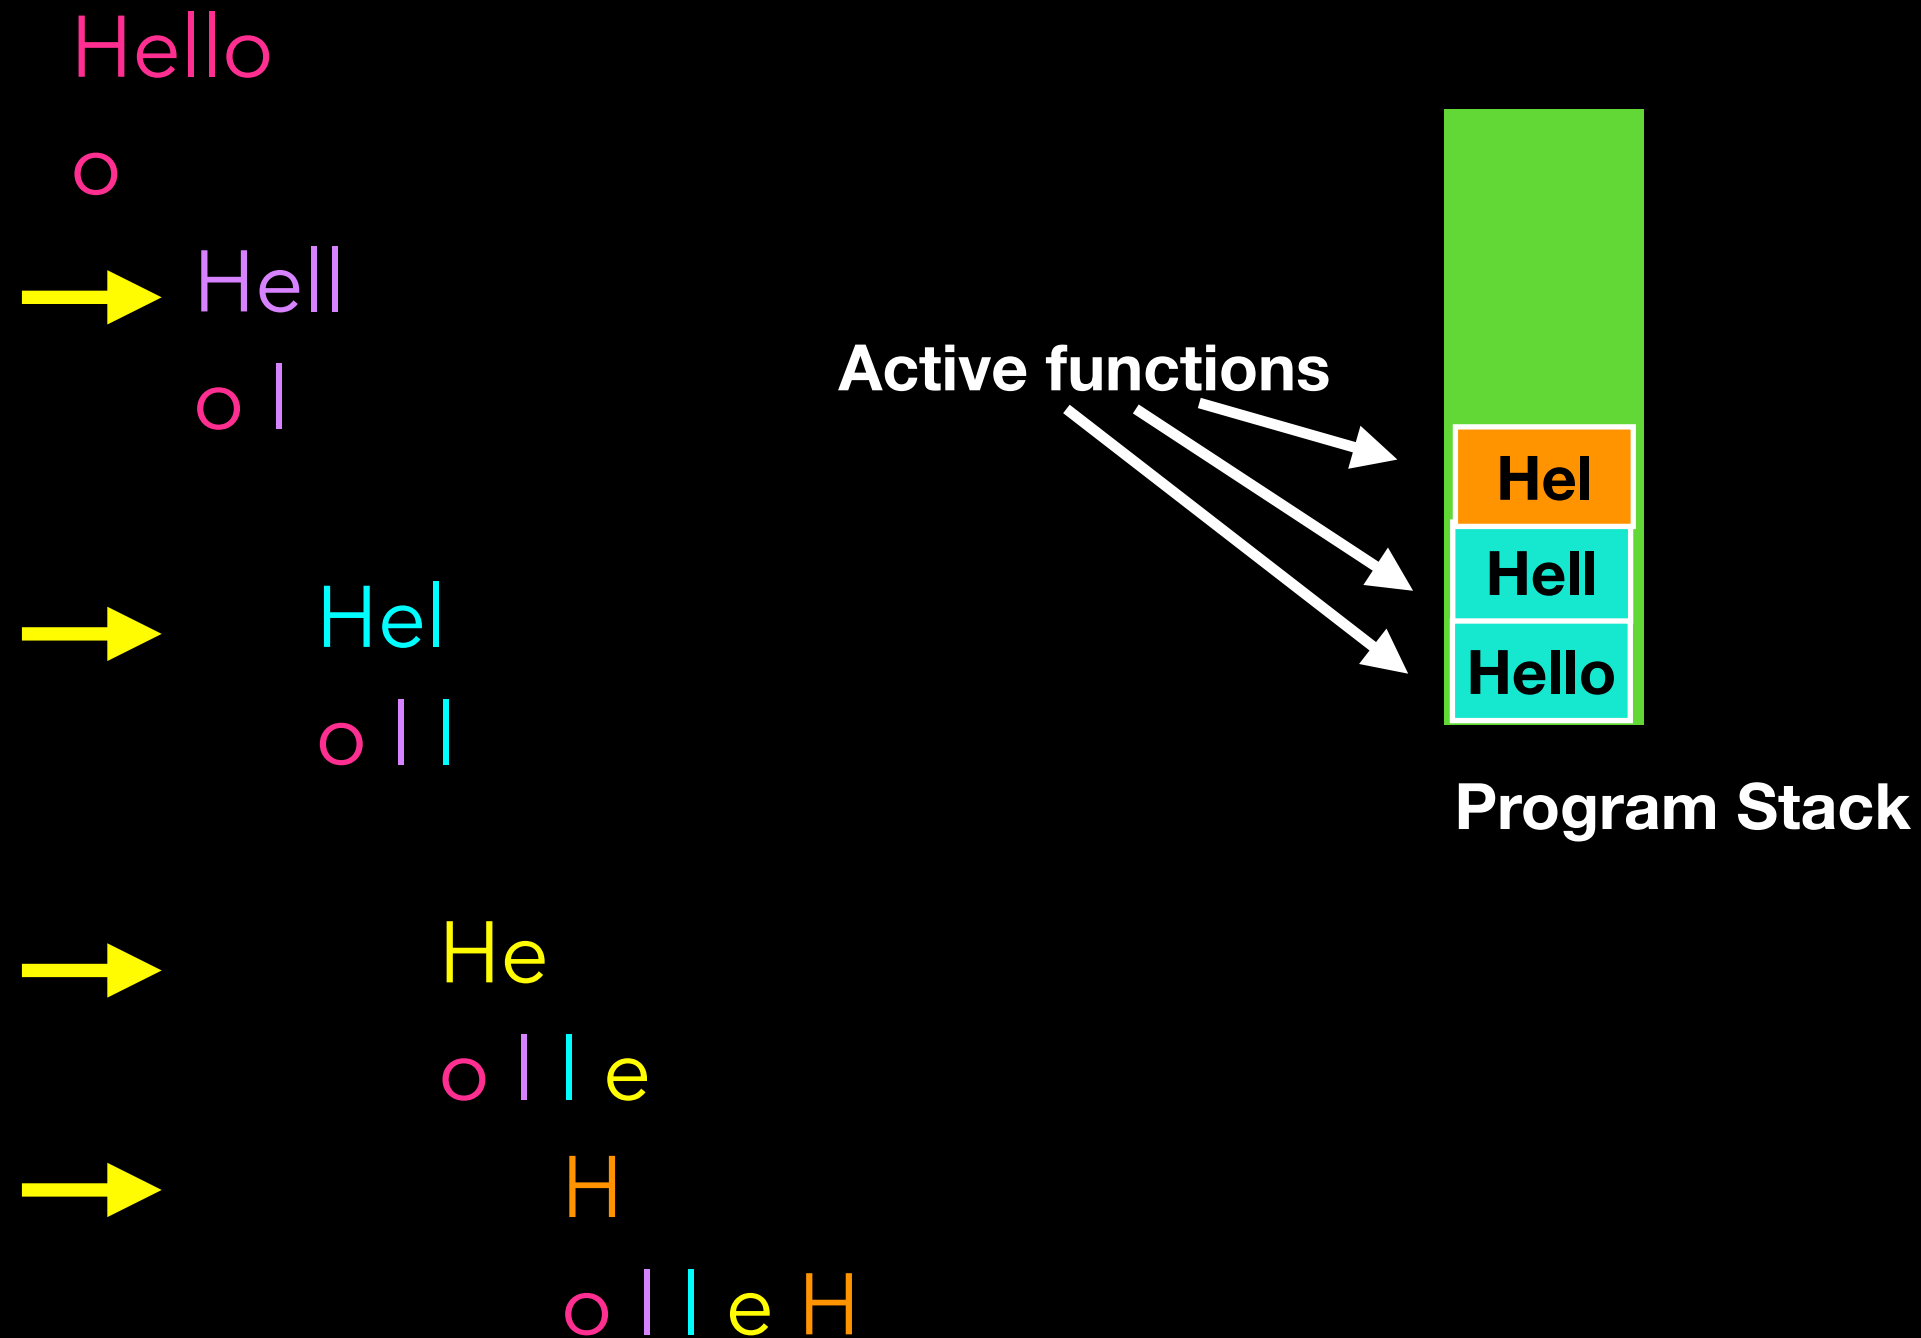 Hello
o
Hell
o l
Hel
o l l
He
o l l e
H
o l l e H
Active functions
Hel
Hell
Hello
Program Stack